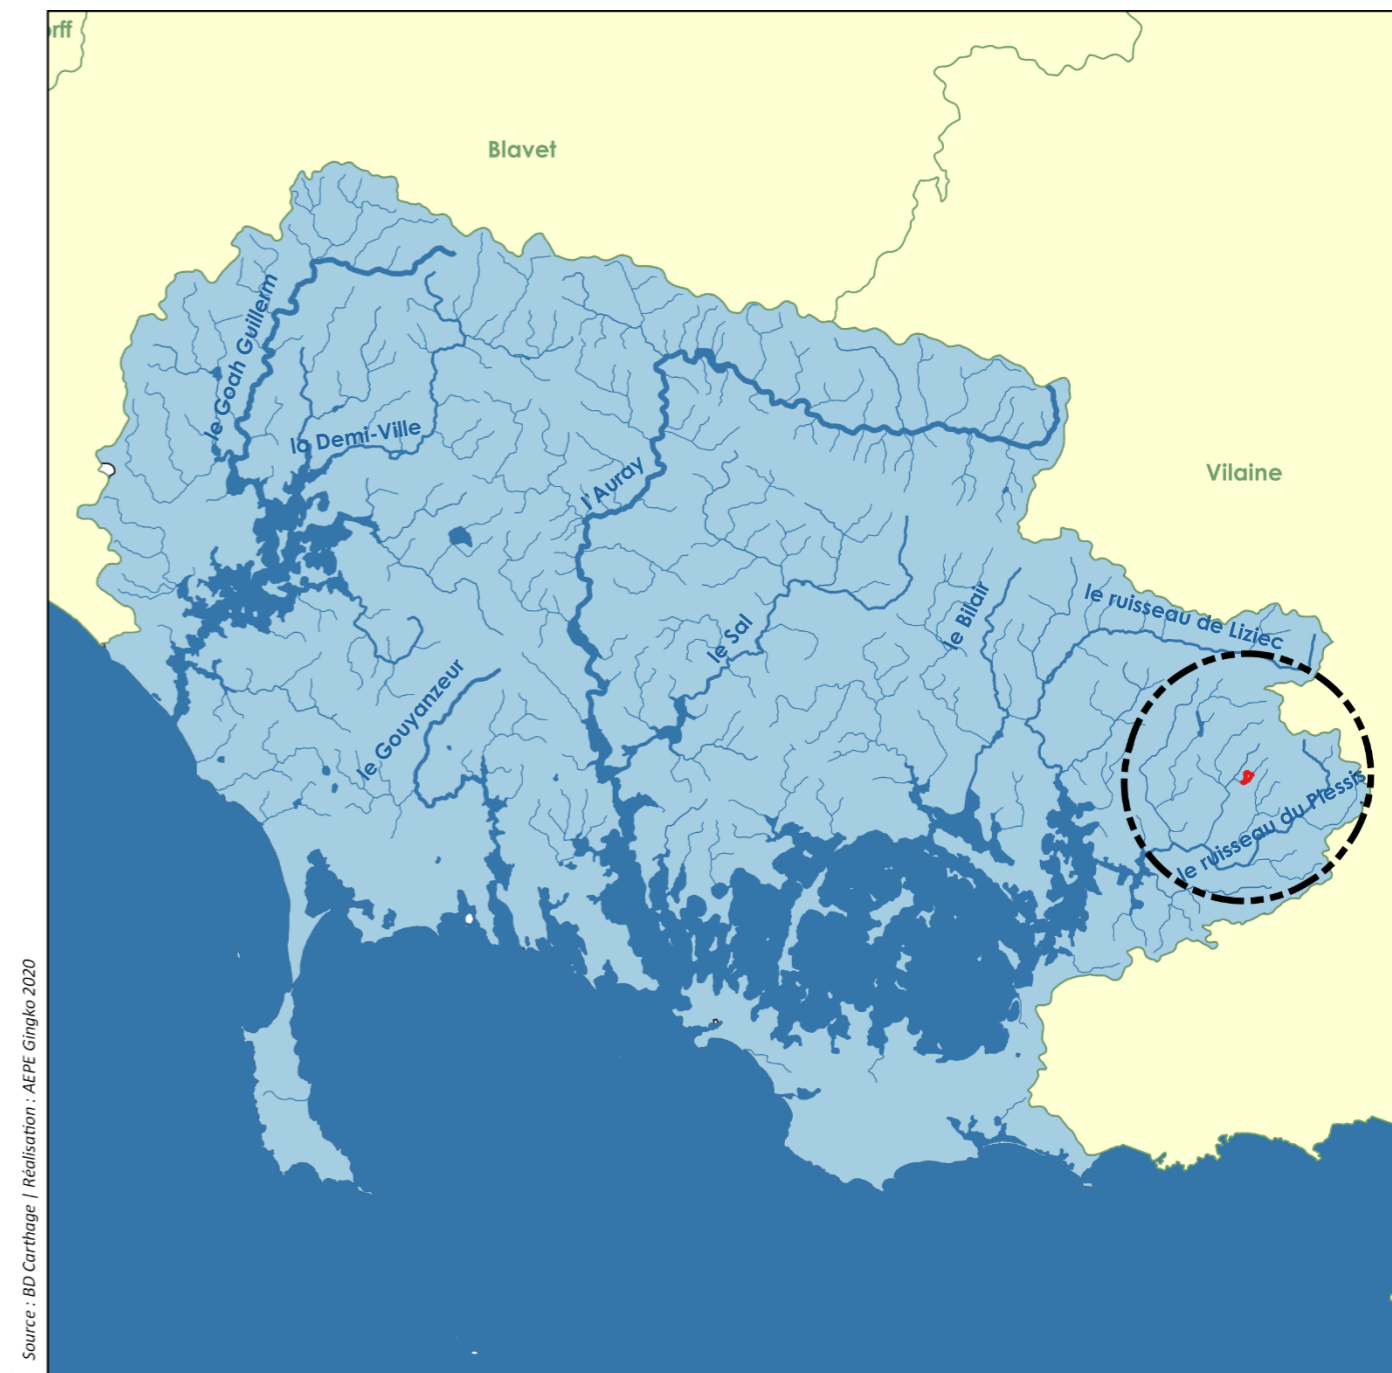 rff
Blavet
Vilaine
le Goah Guillerm
la Demi-Ville
l'Auray
le Bilair
le ruisseau de Liziec
le Sal
le Gouyanzeur
le ruisseau du Plessis
Source : BD Carthage | Réalisation : AEPE Gingko 2020